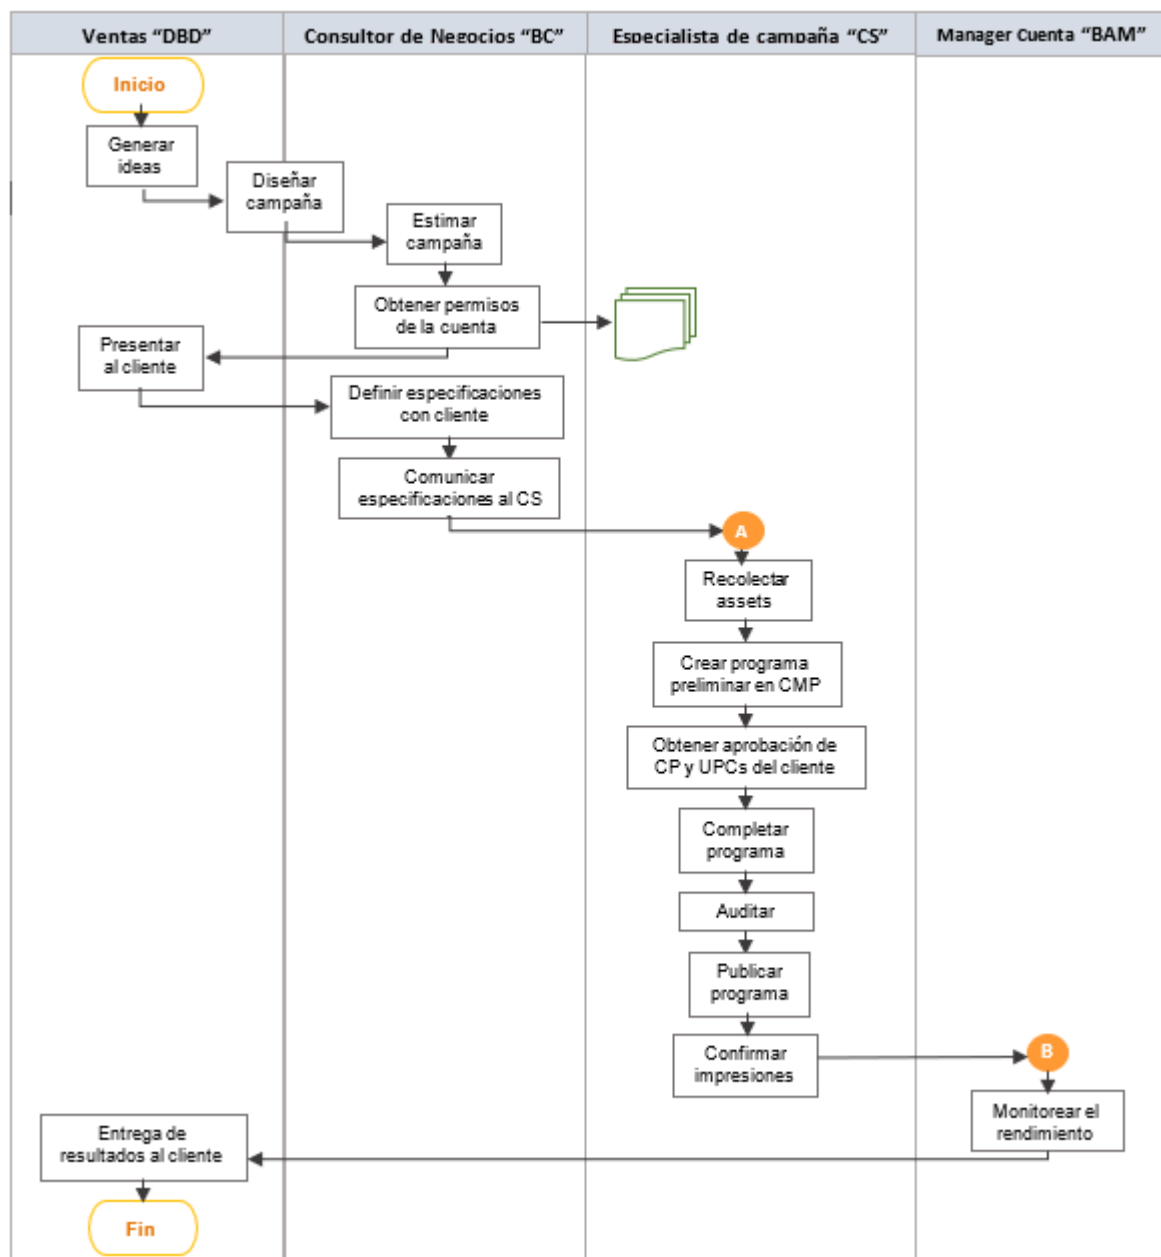 Ventas “DBD”
Consultor de Negocios “BC”
Especialista de campaña “CS”
Manager Cuenta “BAM”
Inicio
Generar
ideas
Diseñar
campaña
Estimar
campaña
Obtener permisos
de la cuenta
Presentar
al cliente
Definir especificaciones
con cliente
Comunicar
especificaciones al CS
A
Recolectar
assets
Crear programa
preliminar en CMP
Obtener aprobación de
CP y UPCs del cliente
Completar
programa
Auditar
Publicar
programa
Confirmar
impresiones
B
Monitorear el
rendimiento
Entrega de
resultados al cliente
Fin